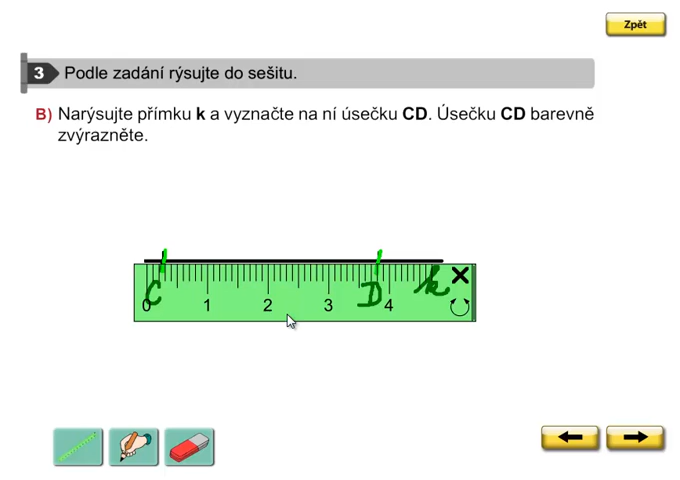 Zpět
3 Podle zadání rýsujte do sešitu.
B) Narýsujte přímku k a vyznačte na ní úsečku CD. Úsečku CD barevně
zvýrazněte.
C D k
0 1 2 3 4